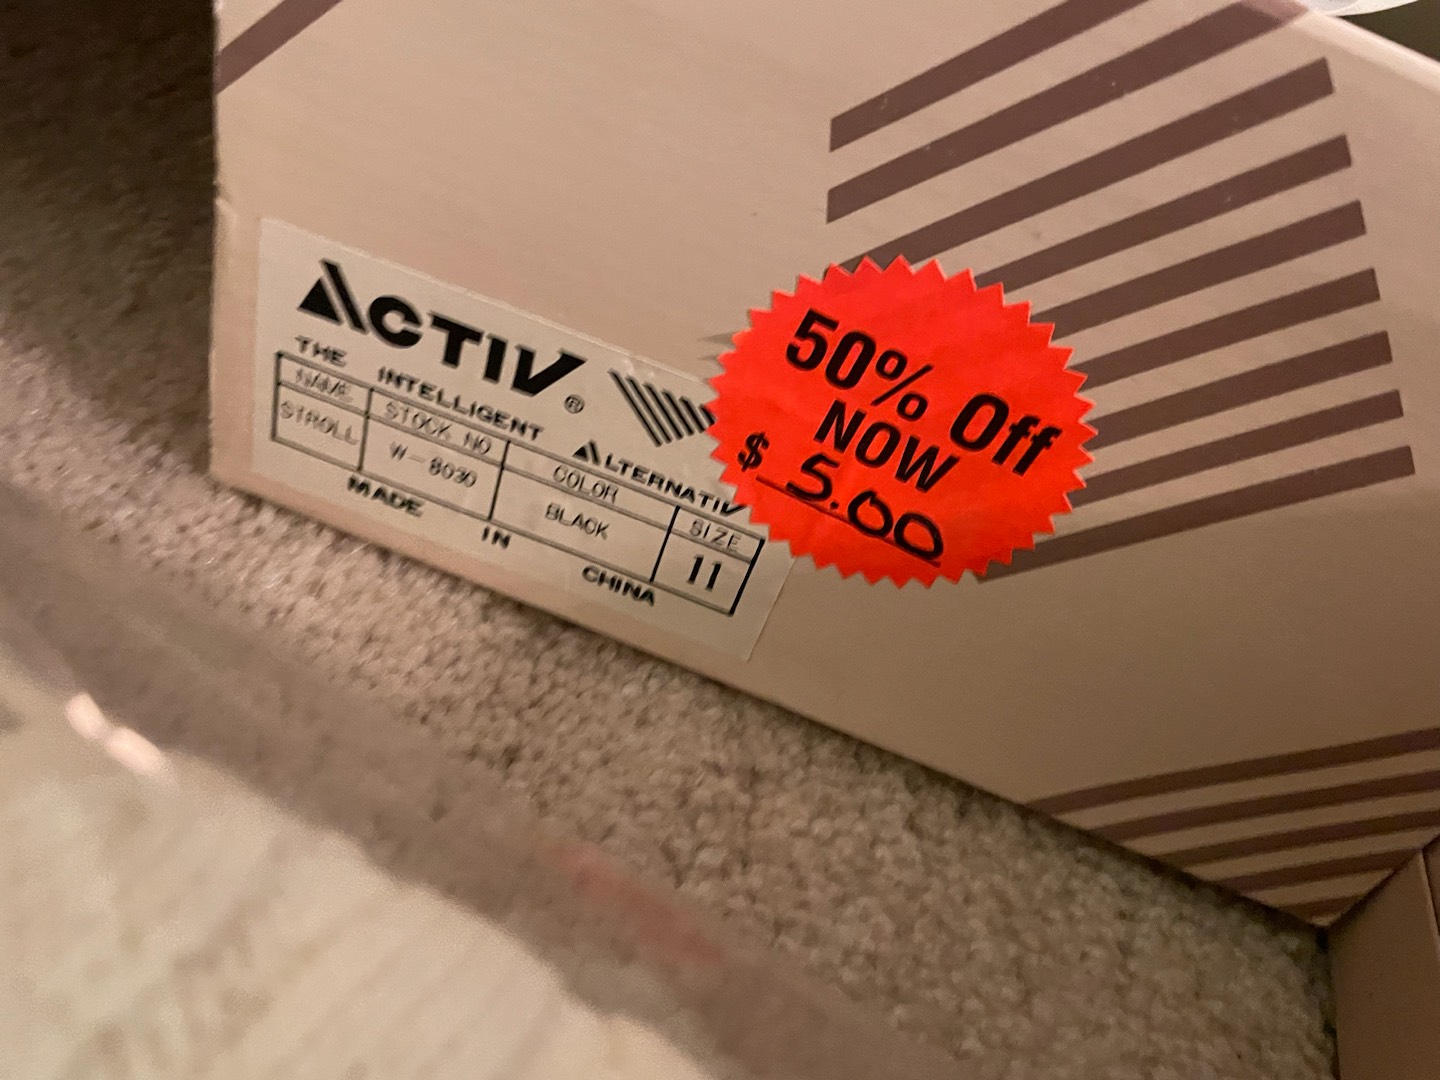 ACTIV ®
THE INTELLIGENT ALTERNATIV
NAME STOCK NO COLOR SIZE
STROLL W-8030 BLACK 11
MADE IN CHINA
50% Off
NOW
$ 5.00